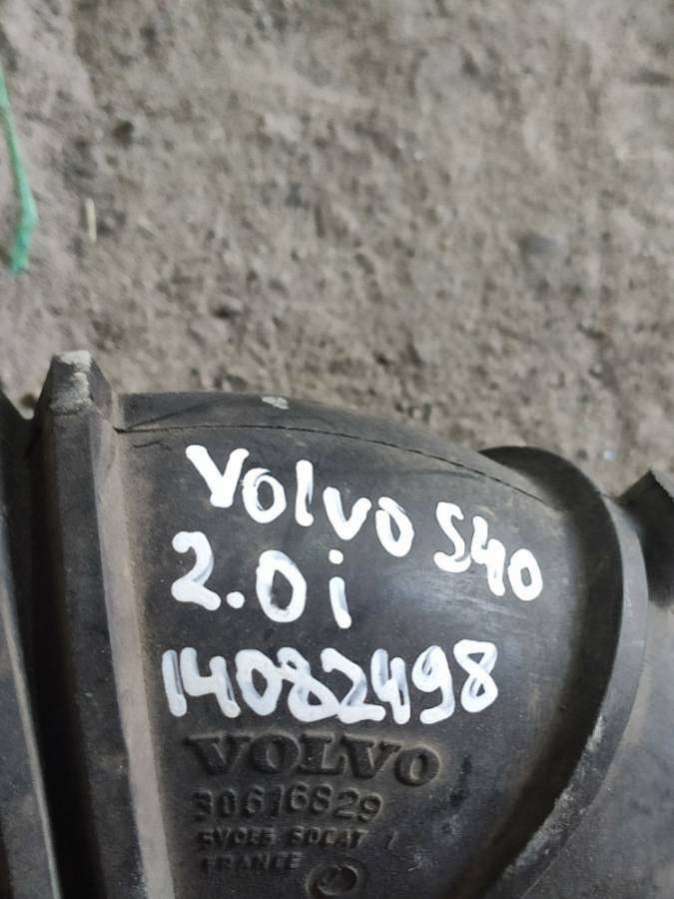 Volvo S40
2.0i
14082498
VOLVO
30616829
FRANCE